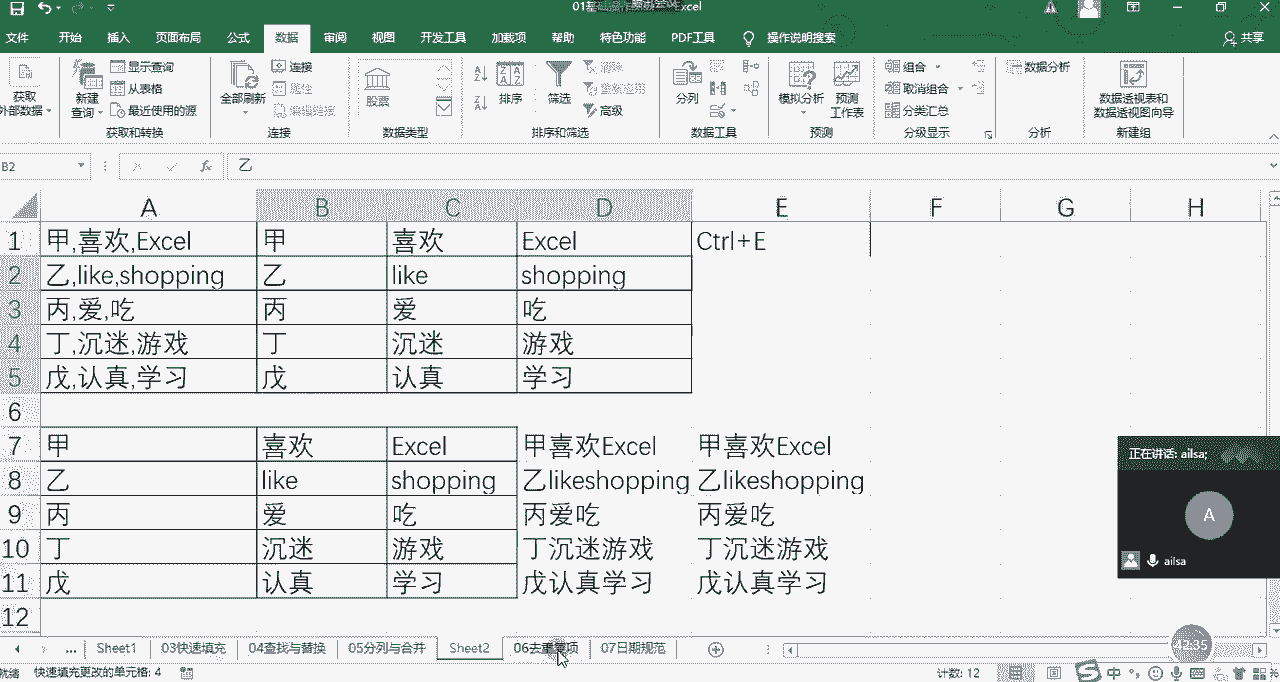 Excel
文件 开始 插入 页面布局 公式 数据 审阅 视图 开发工具 加载项 帮助 特色功能 PDF工具 操作说明搜索 共享
获取 外部数据
新建 查询 显示查询 从表格 最近使用的源 获取和转换
全部刷新 连接 属性 编辑链接 连接
股票 数据类型
排序 筛选 清除 重新应用 高级 排序和筛选
分列 数据工具
模拟分析 预测 工作表 预测
组合 取消组合 分类汇总 分级显示
数据分析 分析
数据透视表和 数据透视图向导 新建组
B2 fx 乙
A B C D E F G H
1 甲,喜欢,Excel 甲 喜欢 Excel Ctrl+E
2 乙,like,shopping 乙 like shopping
3 丙,爱,吃 丙 爱 吃
4 丁,沉迷,游戏 丁 沉迷 游戏
5 戊,认真,学习 戊 认真 学习
6
7 甲 喜欢 Excel 甲喜欢Excel 甲喜欢Excel
8 乙 like shopping 乙likeshopping 乙likeshopping
9 丙 爱 吃 丙爱吃 丙爱吃
10 丁 沉迷 游戏 丁沉迷游戏 丁沉迷游戏
11 戊 认真 学习 戊认真学习 戊认真学习
12
正在讲话: ailsa;
A
ailsa
... Sheet1 03快速填充 04查找与替换 05分列与合并 Sheet2 06去重复项 07日期规范
42:35
就绪 快速填充更改的单元格: 4 计数: 12 中